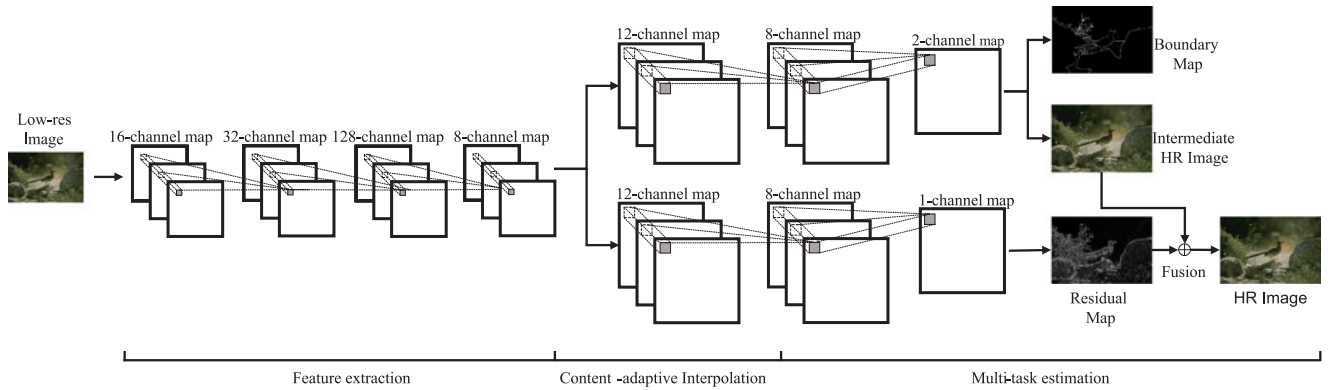 Low-res
Image
16-channel map
32-channel map
128-channel map
8-channel map
12-channel map
8-channel map
2-channel map
Boundary
Map
Intermediate
HR Image
12-channel map
8-channel map
1-channel map
Residual
Map
Fusion
HR Image
Feature extraction
Content -adaptive Interpolation
Multi-task estimation